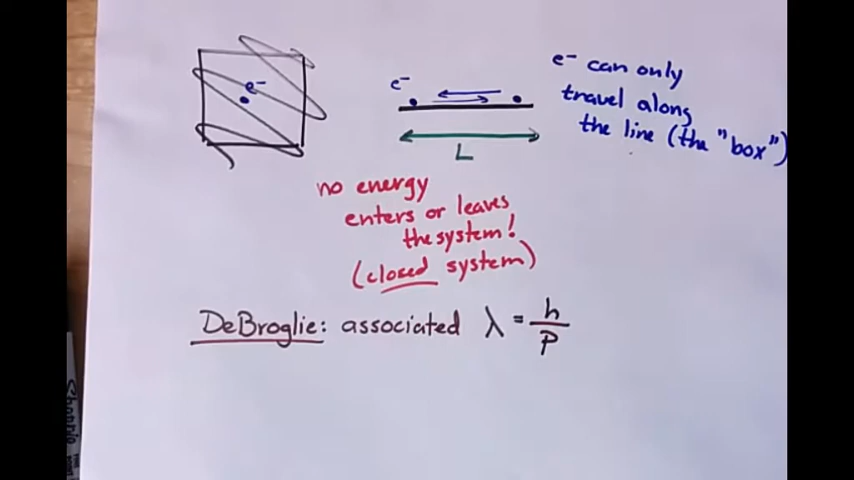 e⁻
e⁻
L
e⁻ can only
travel along
the line (the "box")
no energy
enters or leaves
the system!
(closed system)
DeBroglie: associated λ = h/p
Sharpie